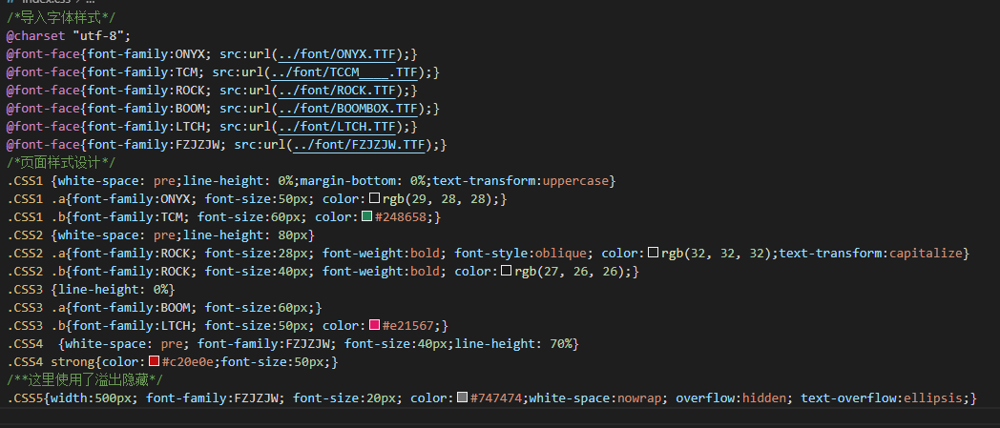 index.css > ...
/*导入字体样式*/
@charset "utf-8";
@font-face{font-family:ONYX; src:url(../font/ONYX.TTF);}
@font-face{font-family:TCM; src:url(../font/TCCM____.TTF);}
@font-face{font-family:ROCK; src:url(../font/ROCK.TTF);}
@font-face{font-family:BOOM; src:url(../font/BOOMBOX.TTF);}
@font-face{font-family:LTCH; src:url(../font/LTCH.TTF);}
@font-face{font-family:FZJZJW; src:url(../font/FZJZJW.TTF);}
/*页面样式设计*/
.CSS1 {white-space: pre;line-height: 0%;margin-bottom: 0%;text-transform:uppercase}
.CSS1 .a{font-family:ONYX; font-size:50px; color:rgb(29, 28, 28);}
.CSS1 .b{font-family:TCM; font-size:60px; color:#248658;}
.CSS2 {white-space: pre;line-height: 80px}
.CSS2 .a{font-family:ROCK; font-size:28px; font-weight:bold; font-style:oblique; color:rgb(32, 32, 32);text-transform:capitalize}
.CSS2 .b{font-family:ROCK; font-size:40px; font-weight:bold; color:rgb(27, 26, 26);}
.CSS3 {line-height: 0%}
.CSS3 .a{font-family:BOOM; font-size:60px;}
.CSS3 .b{font-family:LTCH; font-size:50px; color:#e21567;}
.CSS4  {white-space: pre; font-family:FZJZJW; font-size:40px;line-height: 70%}
.CSS4 strong{color:#c20e0e;font-size:50px;}
/**这里使用了溢出隐藏*/
.CSS5{width:500px; font-family:FZJZJW; font-size:20px; color:#747474;white-space:nowrap; overflow:hidden; text-overflow:ellipsis;}